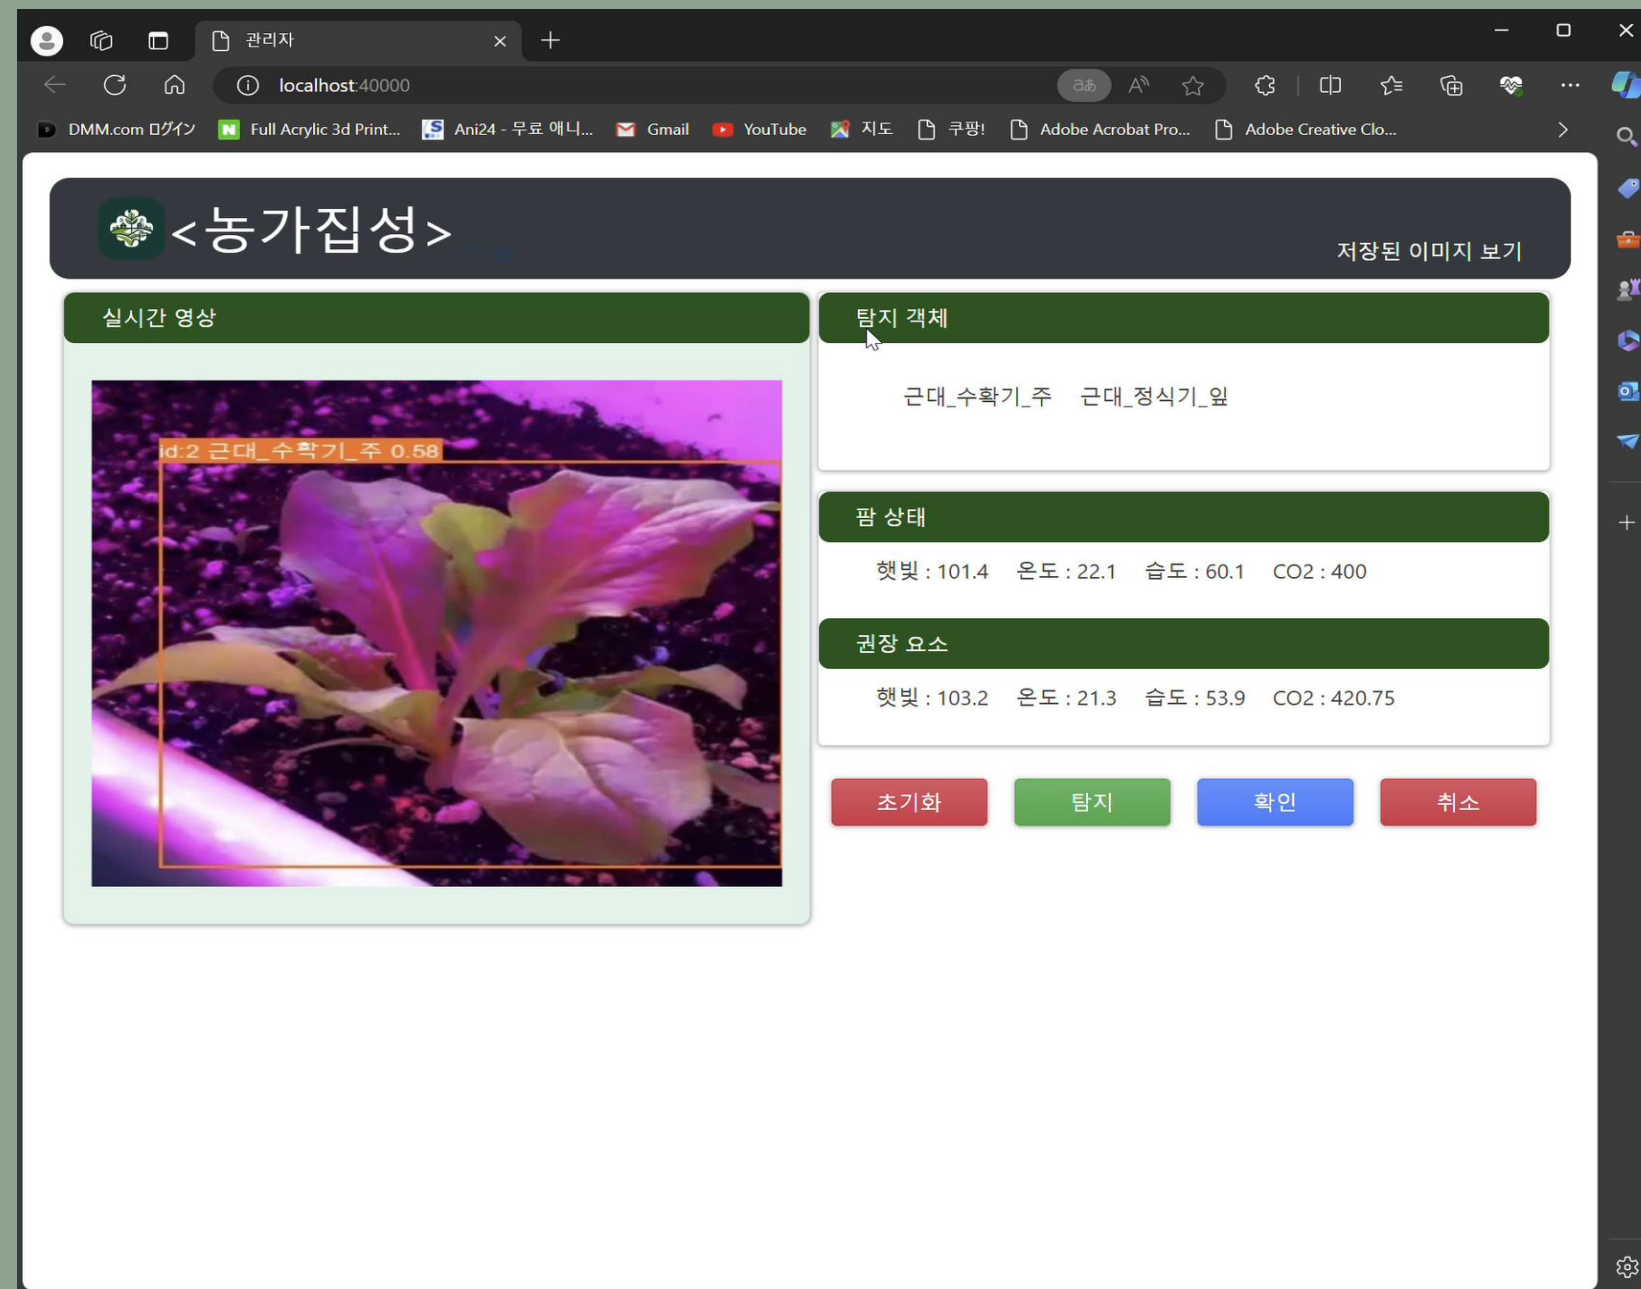 관리자
localhost:40000
DMM.com ログイン Full Acrylic 3d Print... Ani24 - 무료 애니... Gmail YouTube 지도 쿠팡! Adobe Acrobat Pro... Adobe Creative Clo...
<농가집성>
저장된 이미지 보기
실시간 영상
id:2 근대_수확기_주 0.58
탐지 객체
근대_수확기_주 근대_정식기_잎
팜 상태
햇빛 : 101.4 온도 : 22.1 습도 : 60.1 CO2 : 400
권장 요소
햇빛 : 103.2 온도 : 21.3 습도 : 53.9 CO2 : 420.75
초기화 탐지 확인 취소